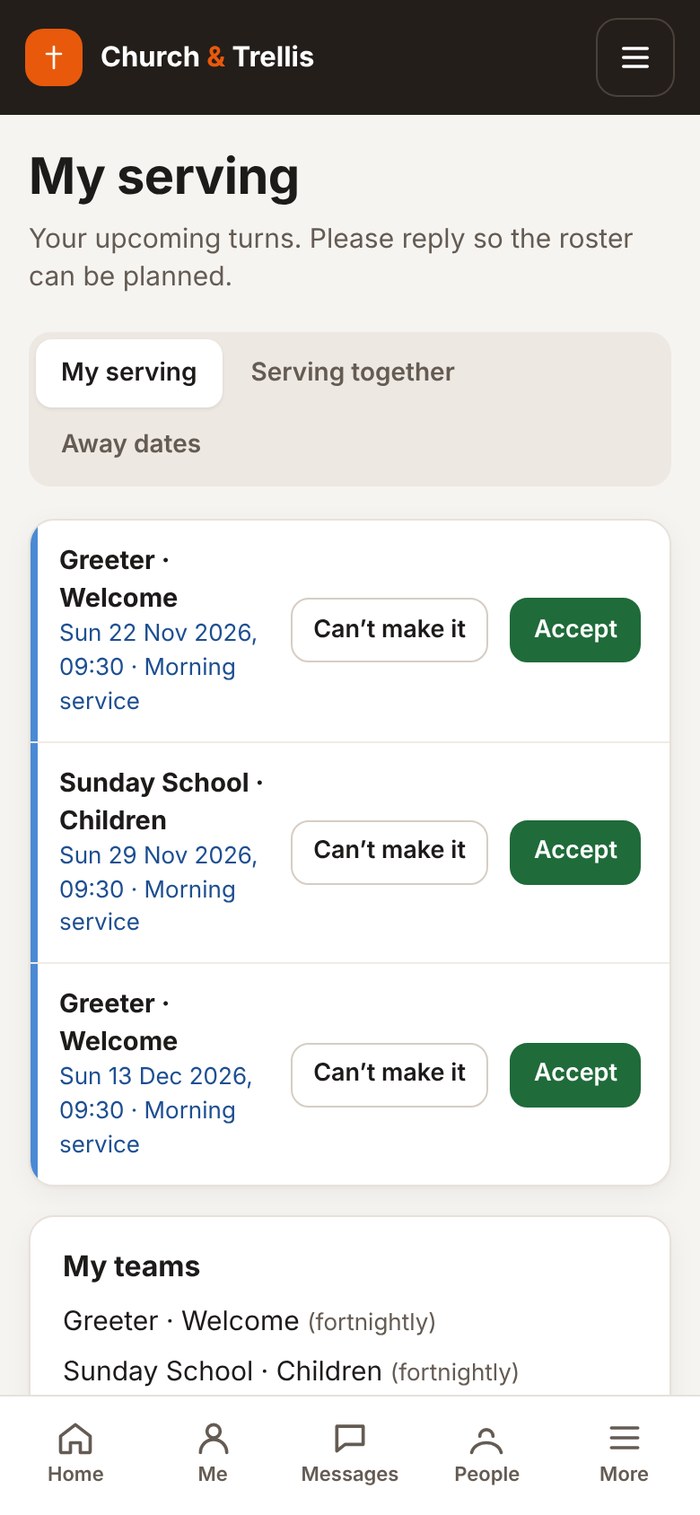 Church & Trellis
My serving
Your upcoming turns. Please reply so the roster
can be planned.
My serving
Serving together
Away dates
Greeter ·
Welcome
Sun 22 Nov 2026,
09:30 · Morning
service
Can’t make it
Accept
Sunday School ·
Children
Sun 29 Nov 2026,
09:30 · Morning
service
Can’t make it
Accept
Greeter ·
Welcome
Sun 13 Dec 2026,
09:30 · Morning
service
Can’t make it
Accept
My teams
Greeter · Welcome (fortnightly)
Sunday School · Children (fortnightly)
Home
Me
Messages
People
More